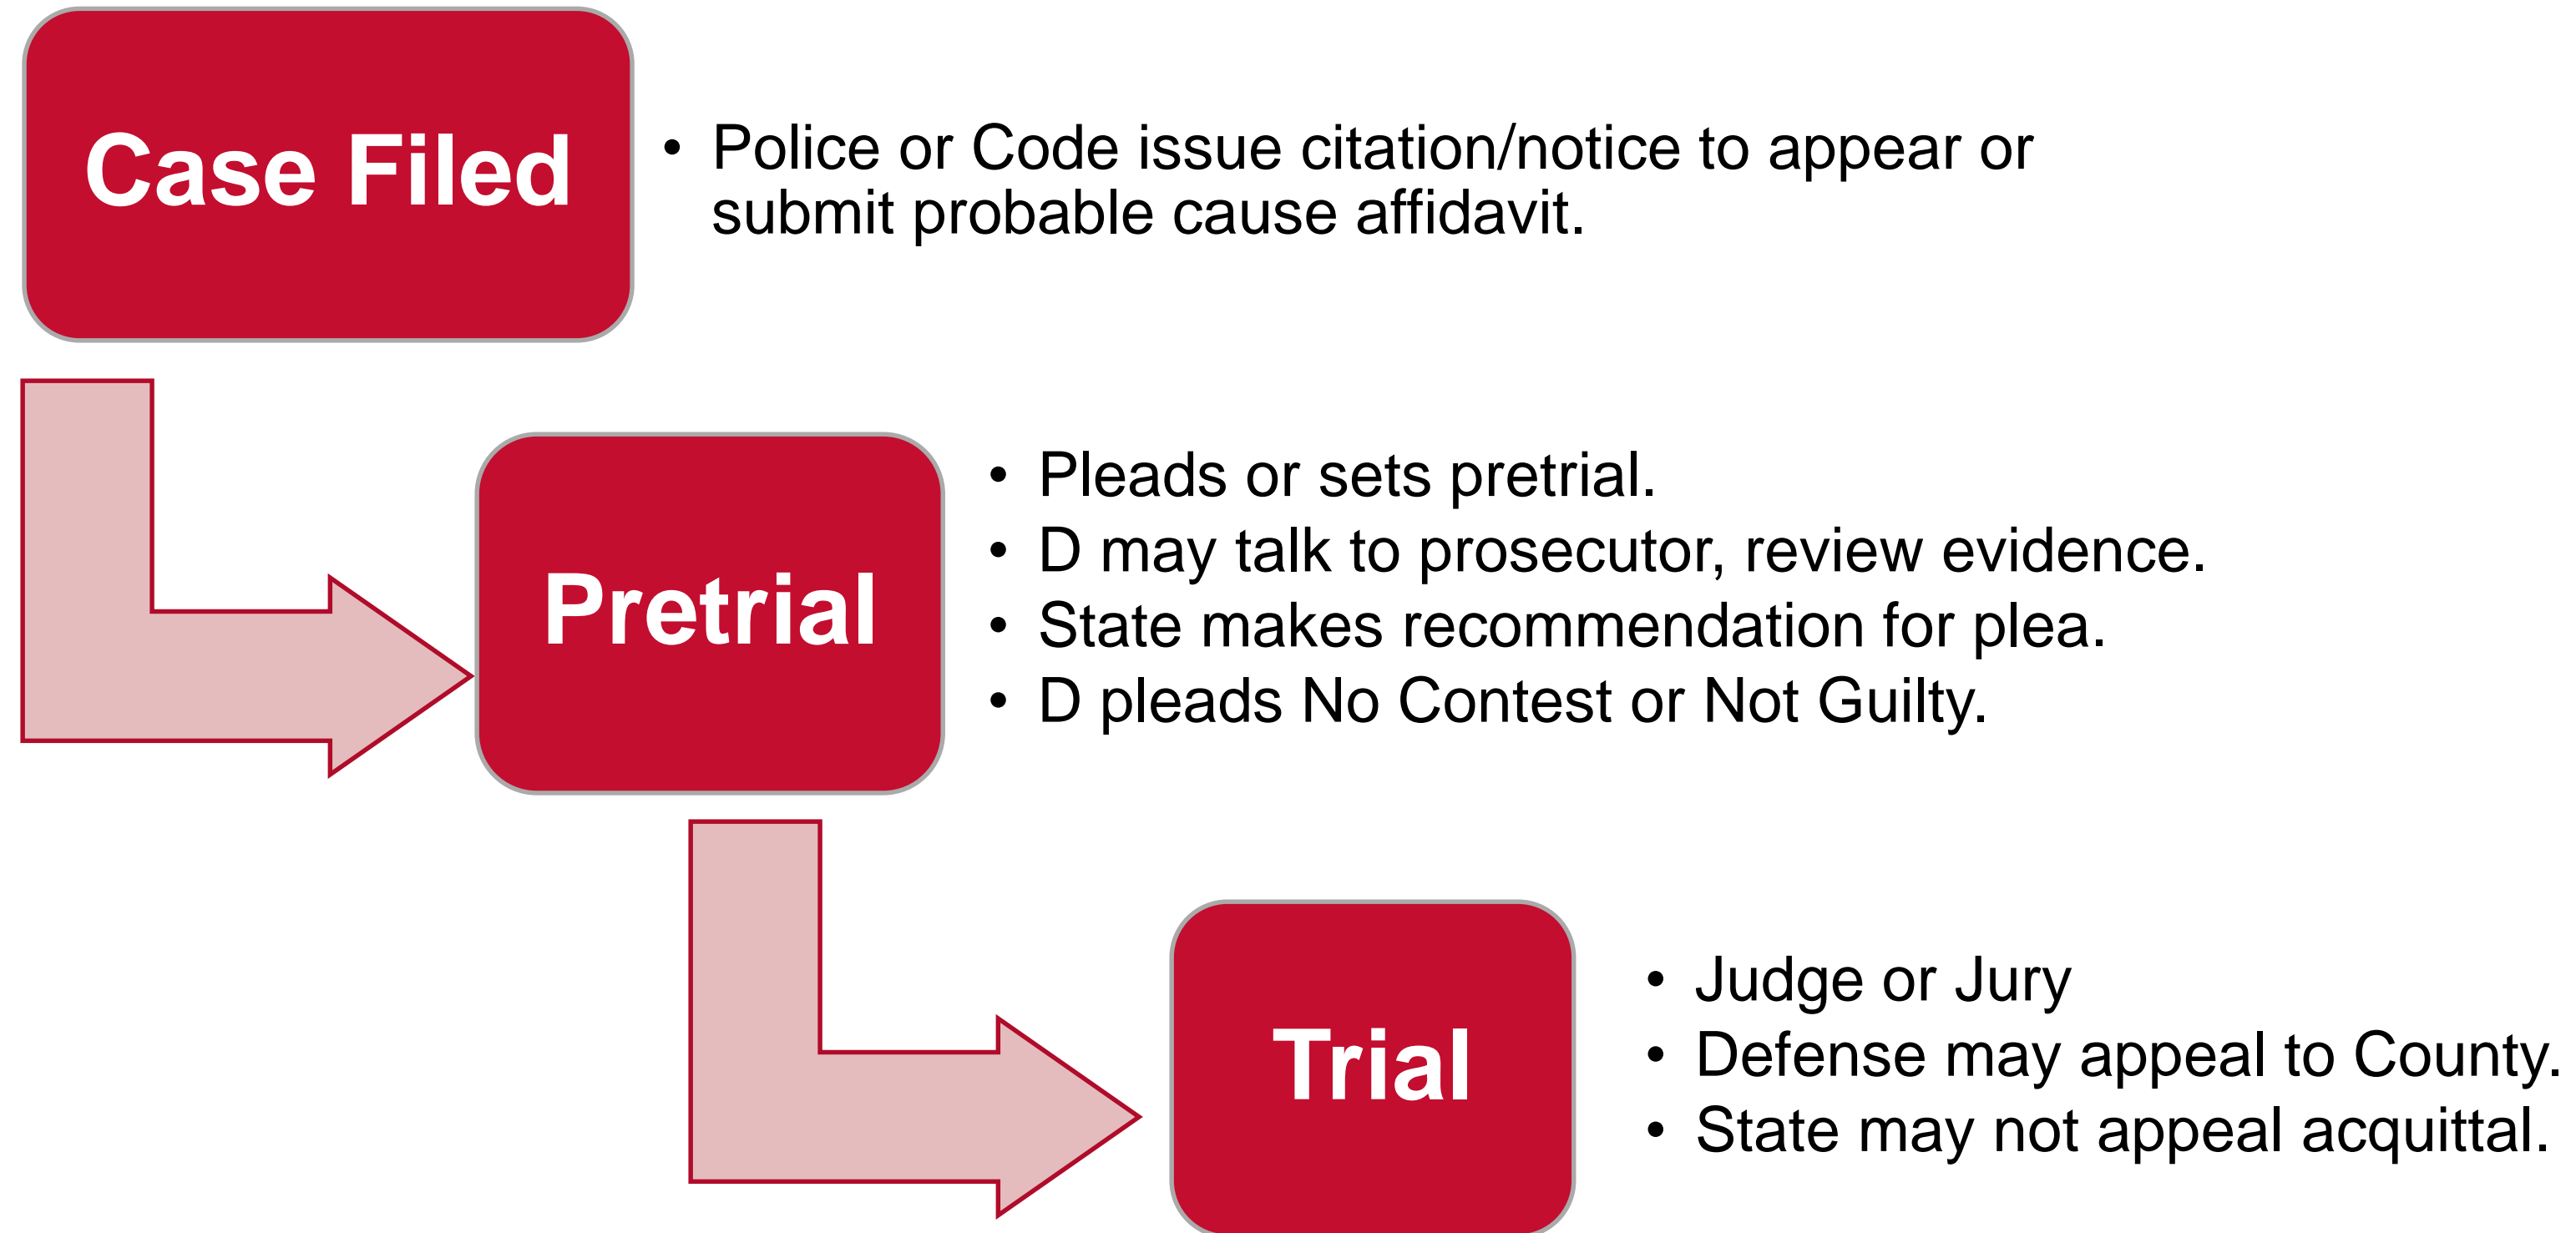 Case Filed
• Police or Code issue citation/notice to appear or
submit probable cause affidavit.
Pretrial
• Pleads or sets pretrial.
• D may talk to prosecutor, review evidence.
• State makes recommendation for plea.
• D pleads No Contest or Not Guilty.
Trial
• Judge or Jury
• Defense may appeal to County.
• State may not appeal acquittal.